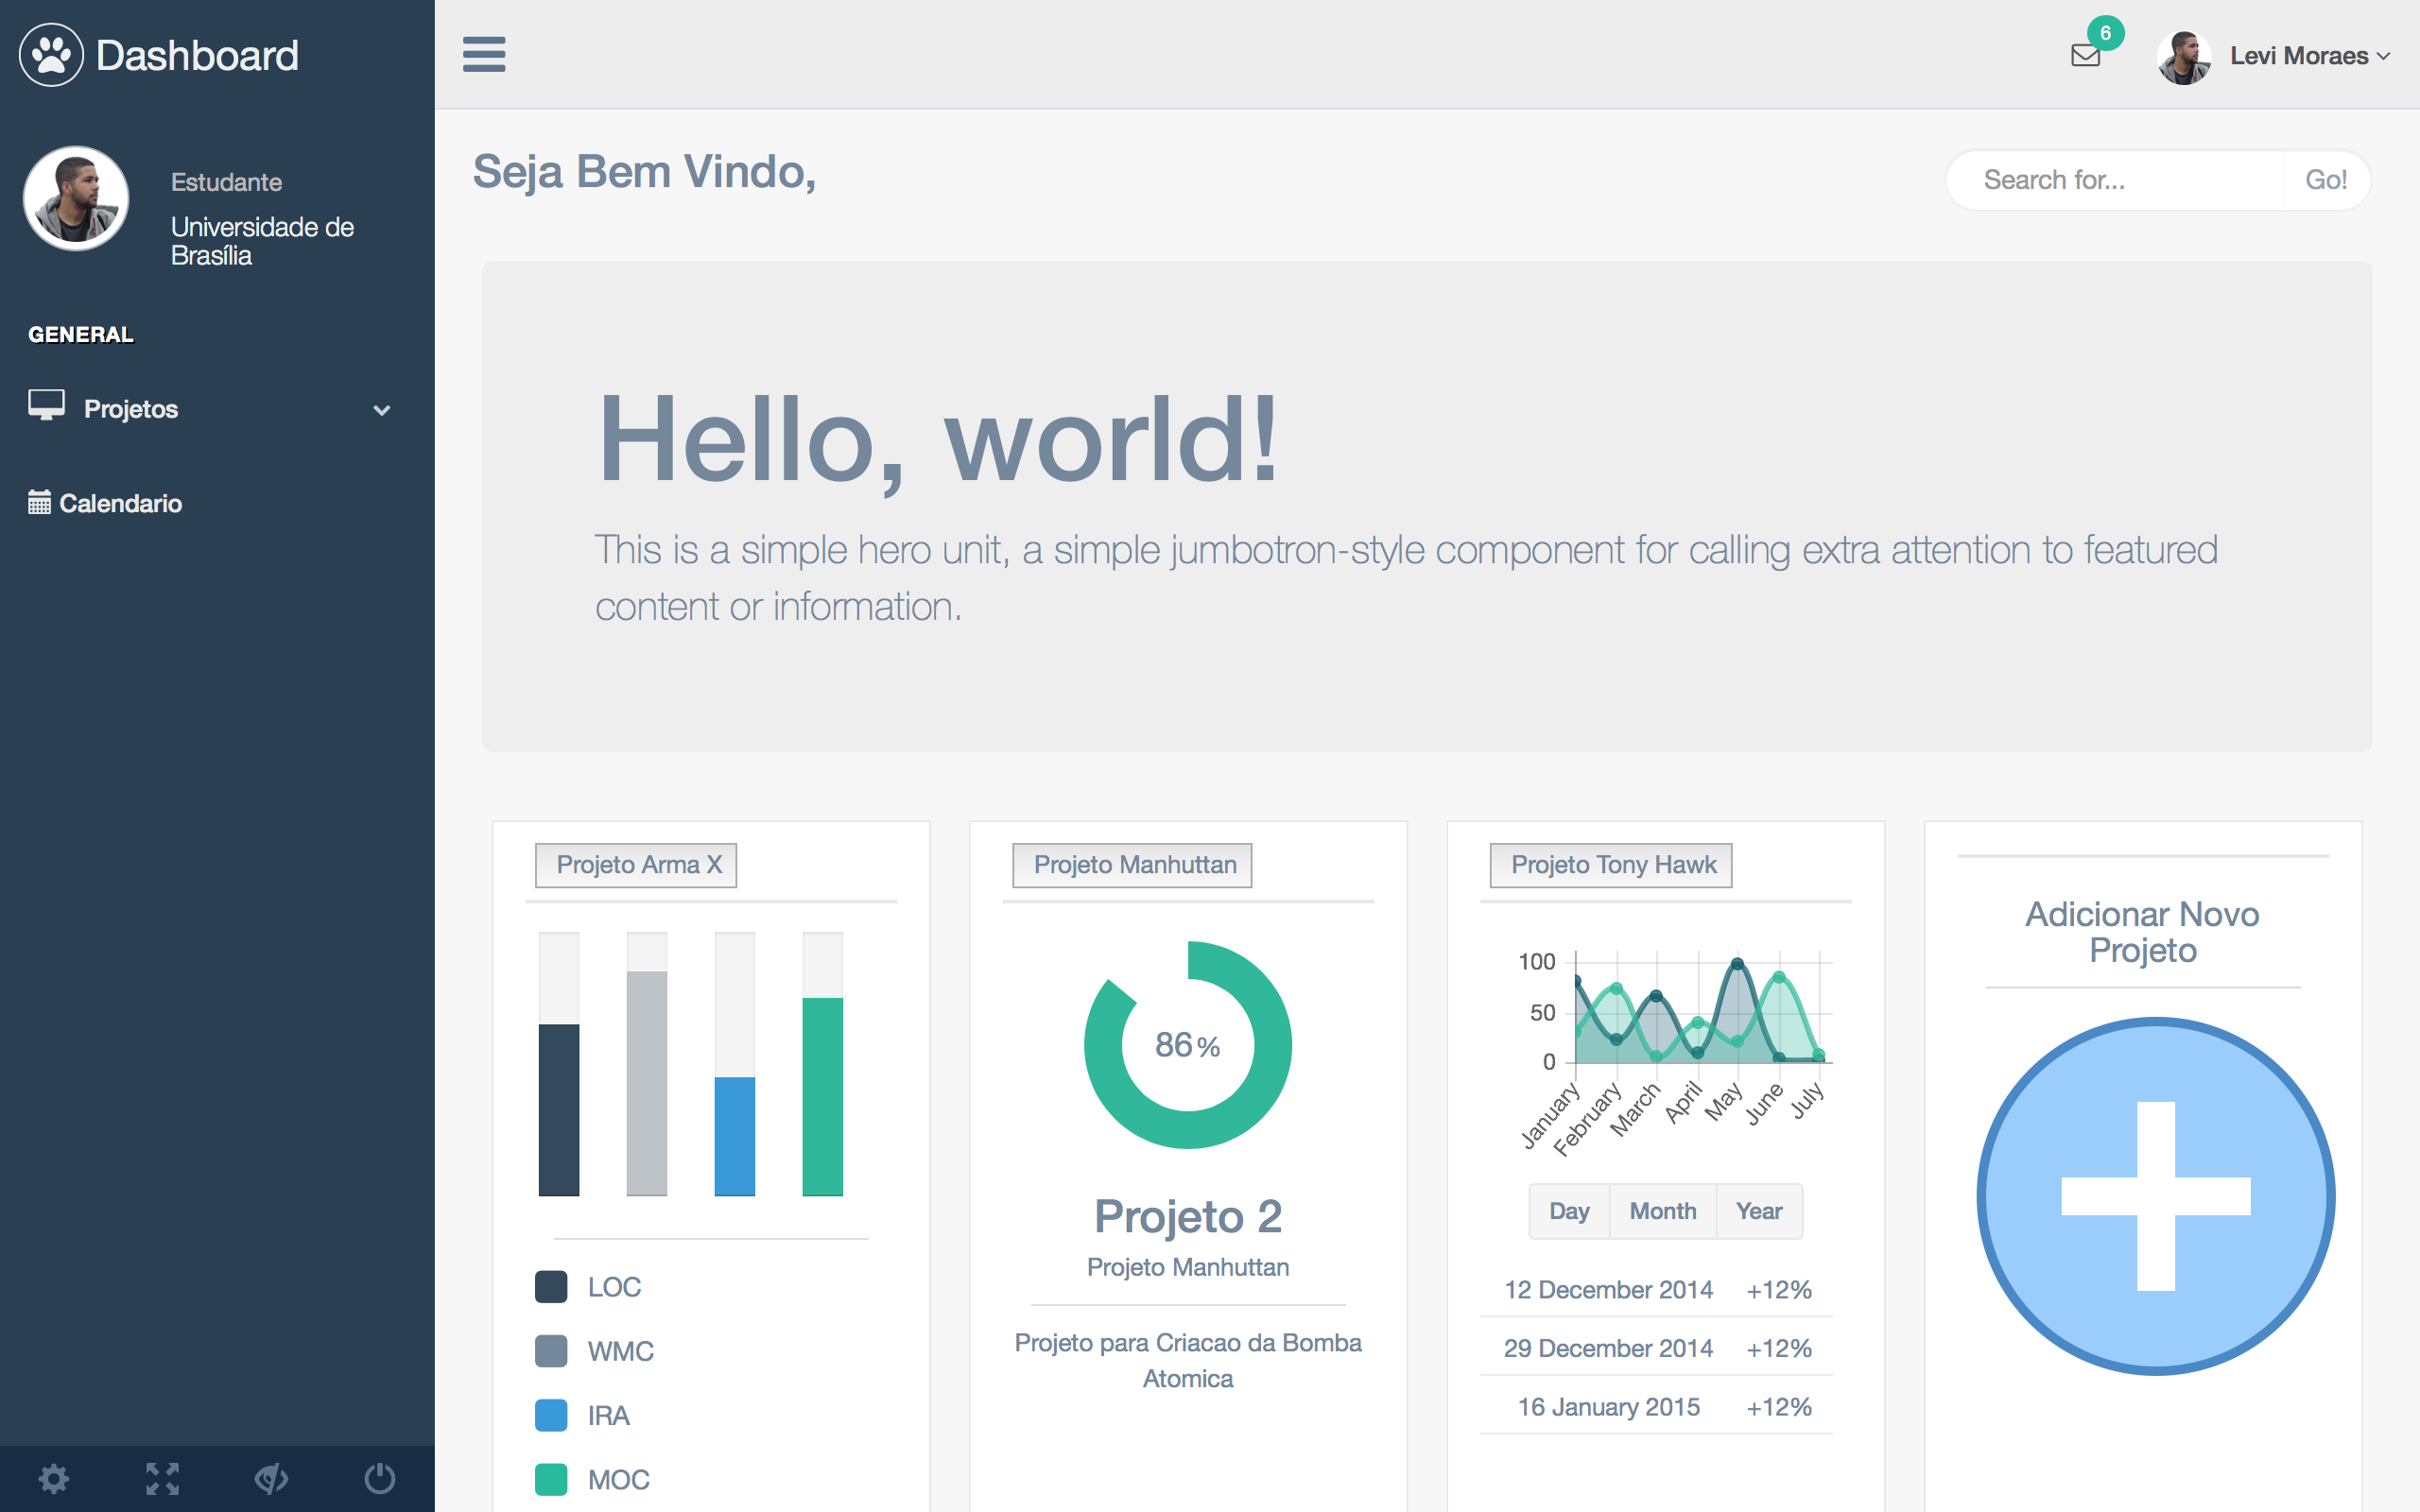 Dashboard
6
Levi Moraes
Estudante
Universidade de
Brasília
GENERAL
Projetos
Calendario
Seja Bem Vindo,
Search for...
Go!
Hello, world!
This is a simple hero unit, a simple jumbotron-style component for calling extra attention to featured
content or information.
Projeto Arma X
LOC
WMC
IRA
MOC
Projeto Manhuttan
86%
Projeto 2
Projeto Manhuttan
Projeto para Criacao da Bomba
Atomica
Projeto Tony Hawk
100
50
0
January
February
March
April
May
June
July
Day Month Year
12 December 2014 +12%
29 December 2014 +12%
16 January 2015 +12%
Adicionar Novo
Projeto